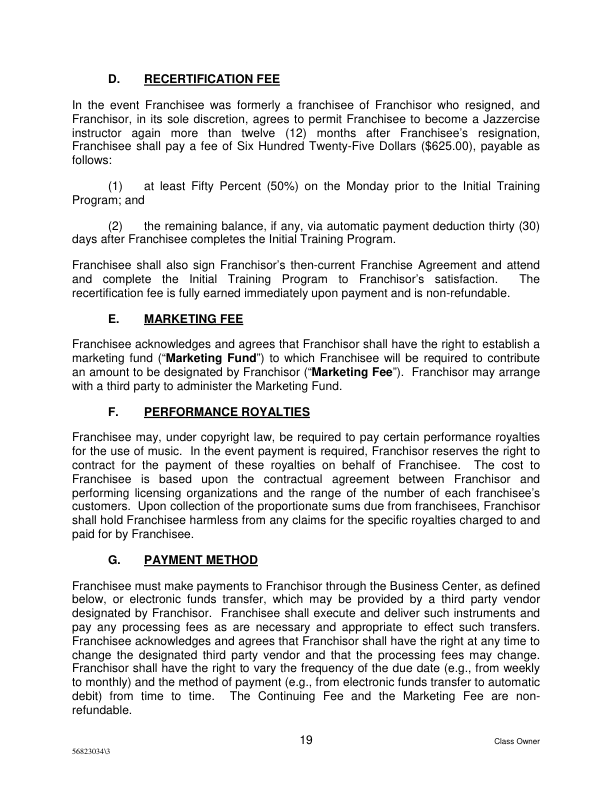 D. RECERTIFICATION FEE
In the event Franchisee was formerly a franchisee of Franchisor who resigned, and
Franchisor, in its sole discretion, agrees to permit Franchisee to become a Jazzercise
instructor again more than twelve (12) months after Franchisee's resignation,
Franchisee shall pay a fee of Six Hundred Twenty-Five Dollars ($625.00), payable as
follows:
(1) at least Fifty Percent (50%) on the Monday prior to the Initial Training
Program; and
(2) the remaining balance, if any, via automatic payment deduction thirty (30)
days after Franchisee completes the Initial Training Program.
Franchisee shall also sign Franchisor's then-current Franchise Agreement and attend
and complete the Initial Training Program to Franchisor's satisfaction. The
recertification fee is fully earned immediately upon payment and is non-refundable.
E. MARKETING FEE
Franchisee acknowledges and agrees that Franchisor shall have the right to establish a
marketing fund ("Marketing Fund") to which Franchisee will be required to contribute
an amount to be designated by Franchisor ("Marketing Fee"). Franchisor may arrange
with a third party to administer the Marketing Fund.
F. PERFORMANCE ROYALTIES
Franchisee may, under copyright law, be required to pay certain performance royalties
for the use of music. In the event payment is required, Franchisor reserves the right to
contract for the payment of these royalties on behalf of Franchisee. The cost to
Franchisee is based upon the contractual agreement between Franchisor and
performing licensing organizations and the range of the number of each franchisee's
customers. Upon collection of the proportionate sums due from franchisees, Franchisor
shall hold Franchisee harmless from any claims for the specific royalties charged to and
paid for by Franchisee.
G. PAYMENT METHOD
Franchisee must make payments to Franchisor through the Business Center, as defined
below, or electronic funds transfer, which may be provided by a third party vendor
designated by Franchisor. Franchisee shall execute and deliver such instruments and
pay any processing fees as are necessary and appropriate to effect such transfers.
Franchisee acknowledges and agrees that Franchisor shall have the right at any time to
change the designated third party vendor and that the processing fees may change.
Franchisor shall have the right to vary the frequency of the due date (e.g., from weekly
to monthly) and the method of payment (e.g., from electronic funds transfer to automatic
debit) from time to time. The Continuing Fee and the Marketing Fee are non-
refundable.
19
Class Owner
56823034\3